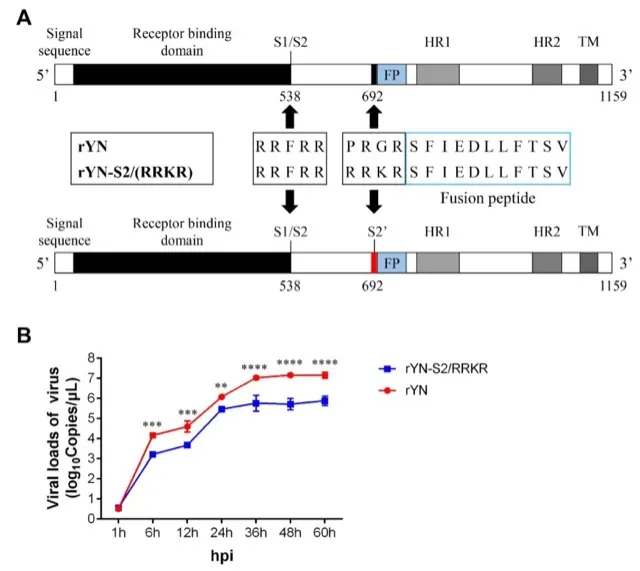 A
Signal sequence
Receptor binding domain
S1/S2
HR1
HR2
TM
5’
FP
3’
1
538
692
1159
rYN
R R F R R
P R G R
S F I E D L L F T S V
rYN-S2/(RRKR)
R R F R R
R R K R
S F I E D L L F T S V
Fusion peptide
Signal sequence
Receptor binding domain
S1/S2
S2’
HR1
HR2
TM
5’
FP
3’
1
538
692
1159
B
Viral loads of virus
(log10Copies/μL)
8
7
6
5
4
3
2
1
0
***
***
**
****
****
****
rYN-S2/RRKR
rYN
1h
6h
12h
24h
36h
48h
60h
hpi